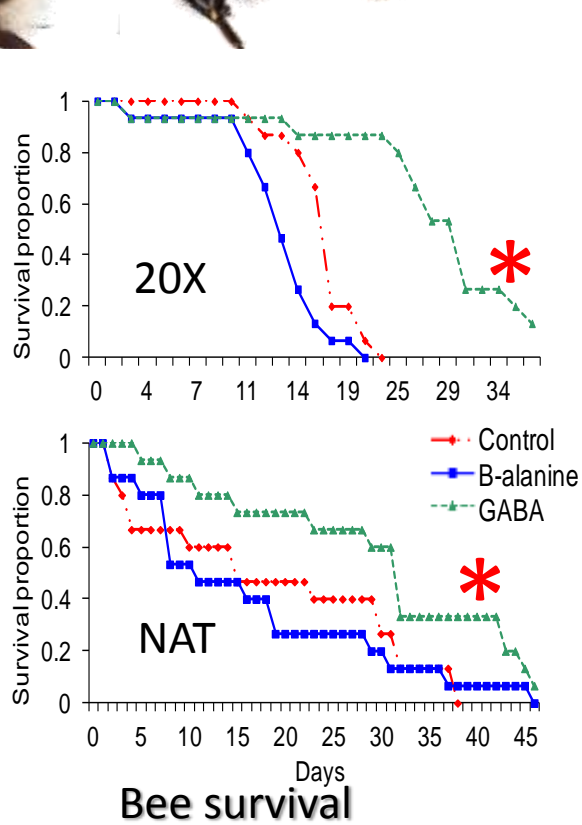 Survival proportion
1
0.8
0.6
0.4
0.2
0
20X
*
0 4 7 11 14 19 25 29 34
Survival proportion
1
0.8
0.6
0.4
0.2
0
Control
B-alanine
GABA
NAT
*
0 5 10 15 20 25 30 35 40 45
Days
Bee survival